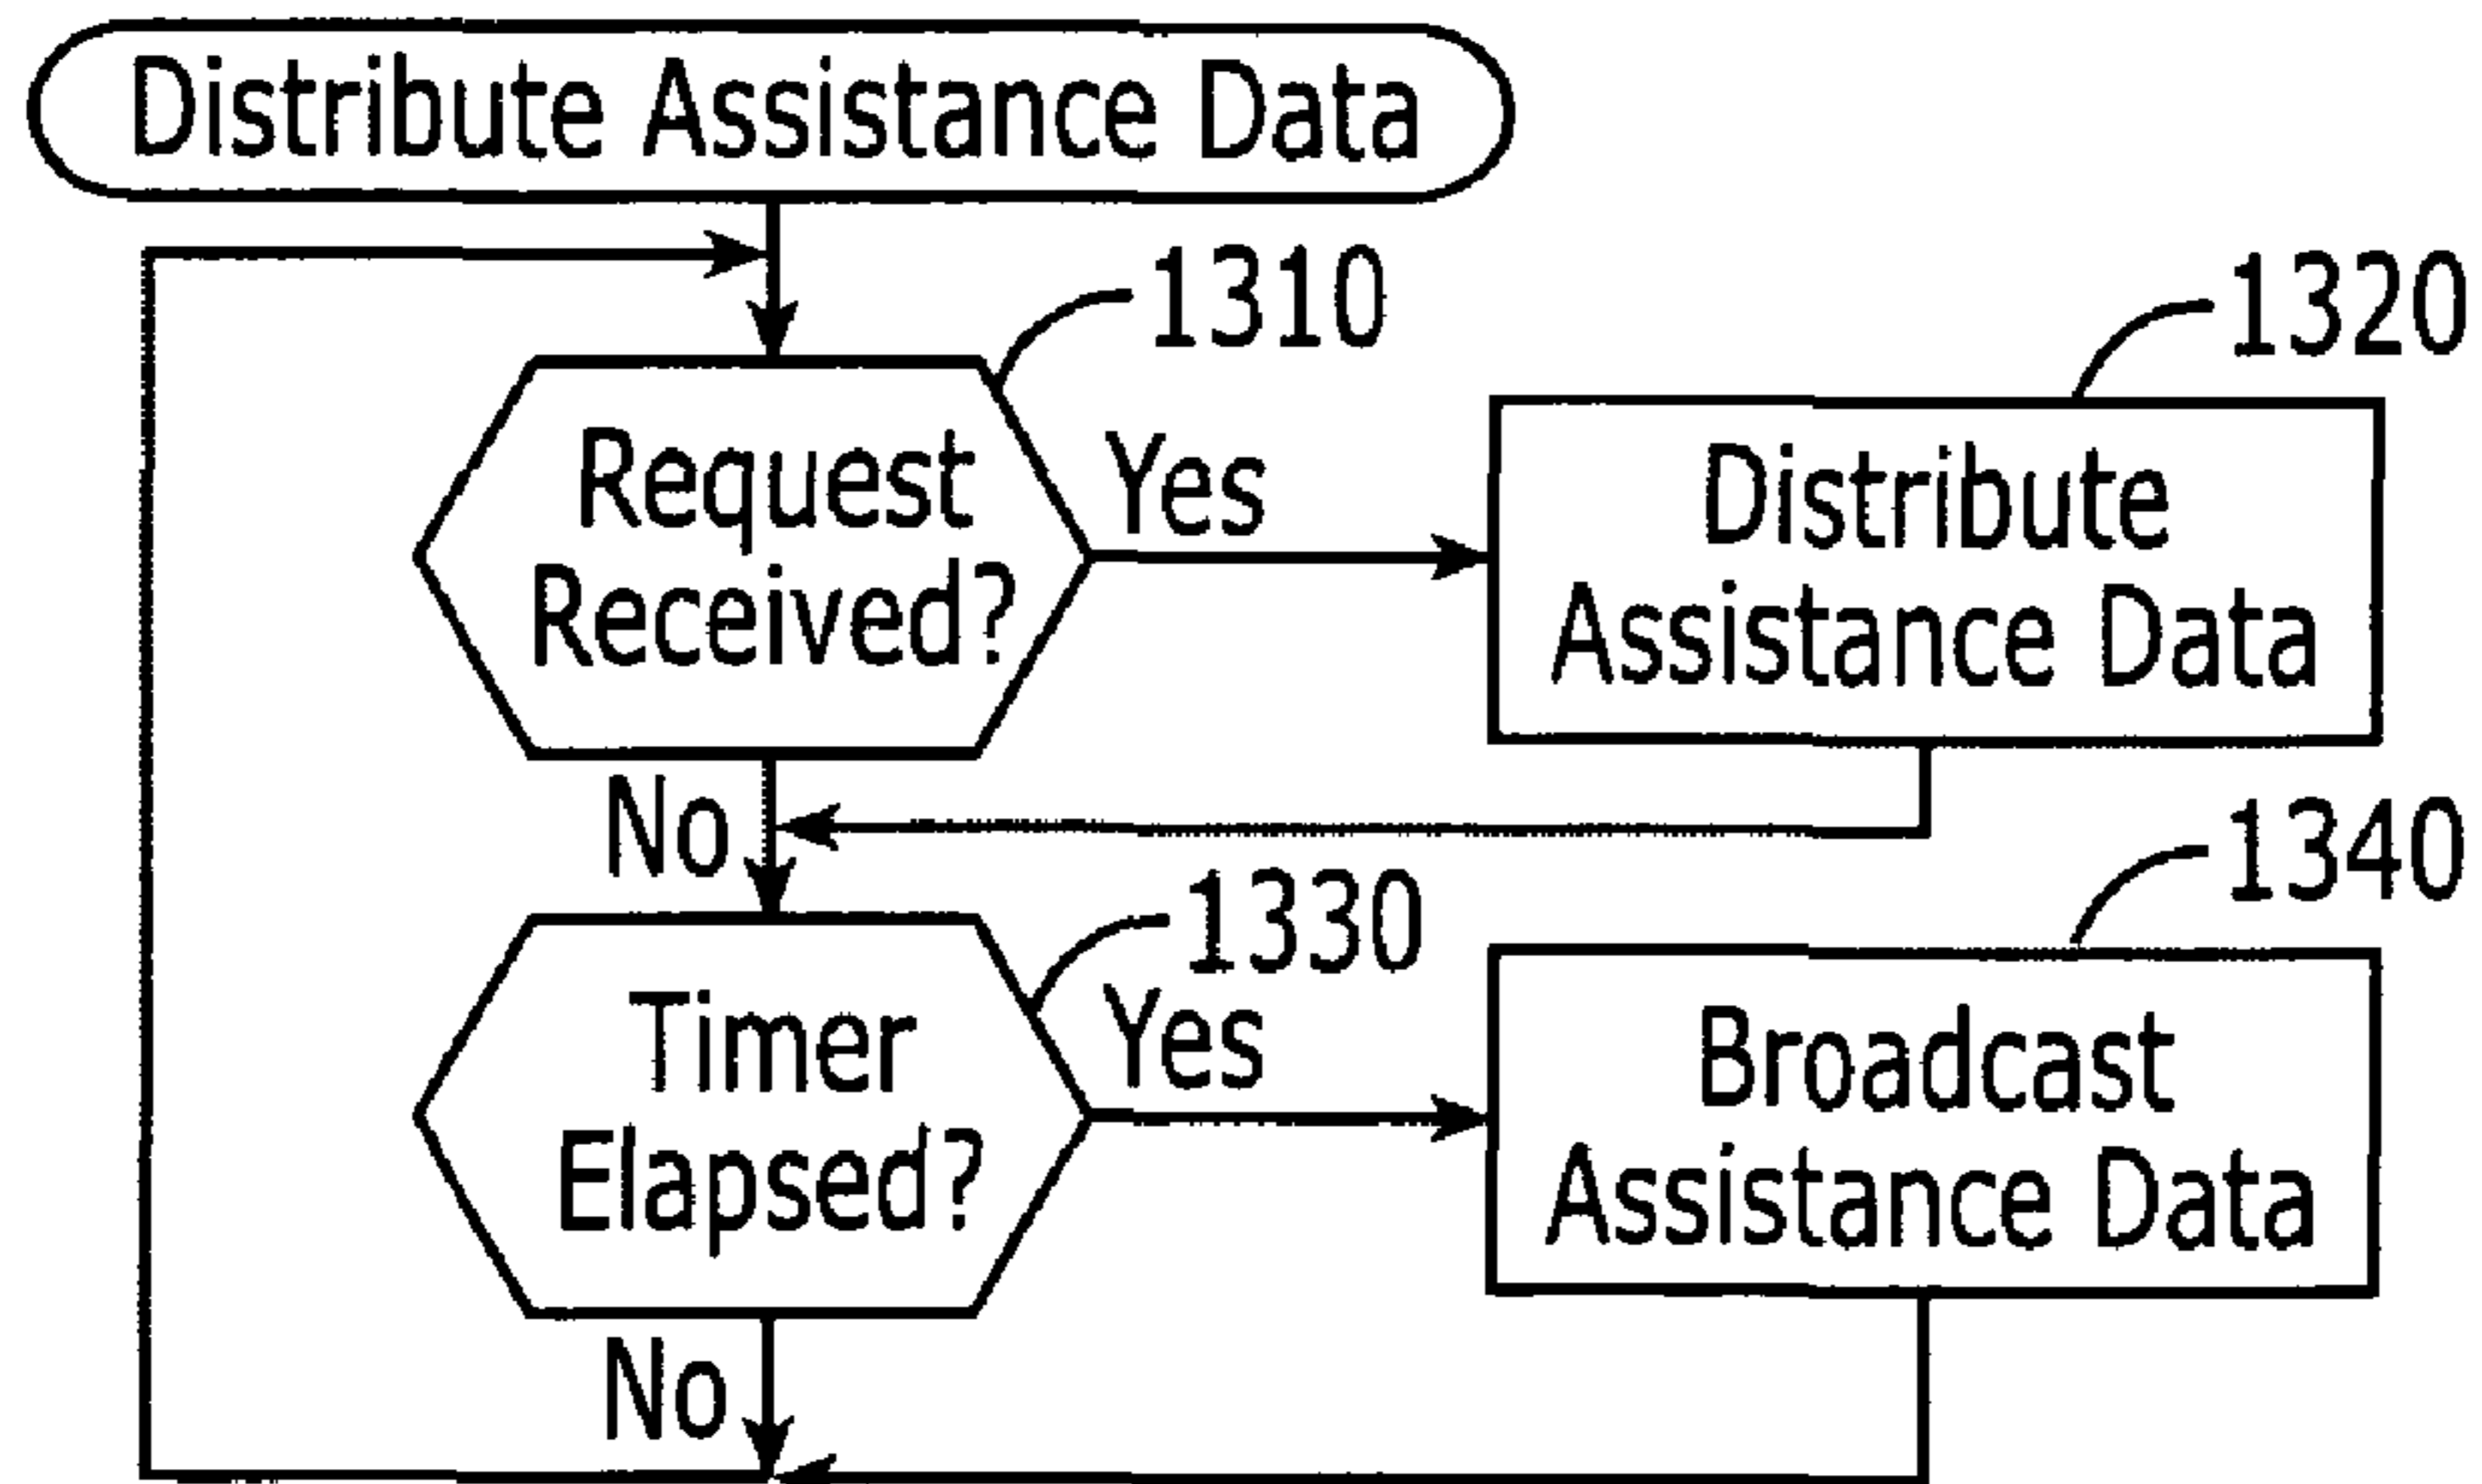 Distribute Assistance Data
1310
1320
Request
Received?
Yes
Distribute
Assistance Data
No
1330
1340
Timer
Elapsed?
Yes
Broadcast
Assistance Data
No